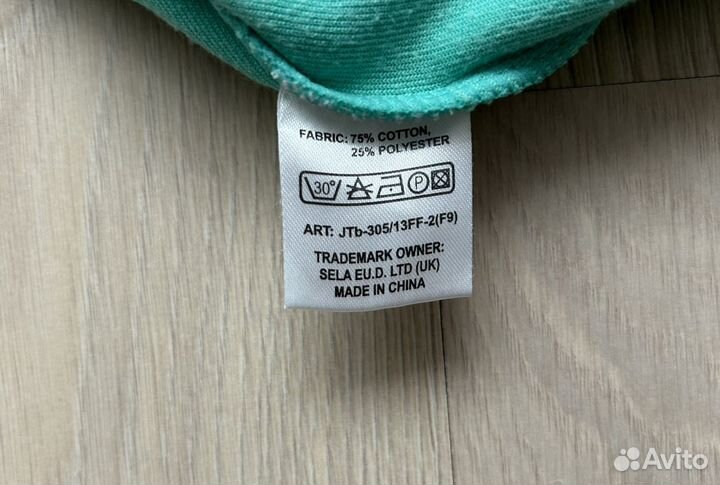 FABRIC: 75% COTTON,
25% POLYESTER
30° P
ART: JTb-305/13FF-2(F9)
TRADEMARK OWNER:
SELA EU.D. LTD (UK)
MADE IN CHINA
Avito